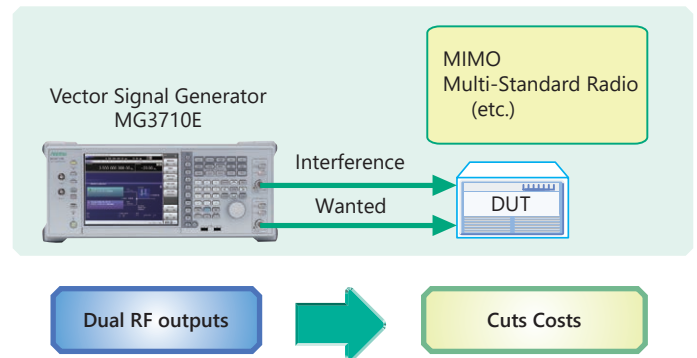 MIMO
Multi-Standard Radio
(etc.)
Vector Signal Generator
MG3710E
Interference
Wanted
DUT
Dual RF outputs
Cuts Costs